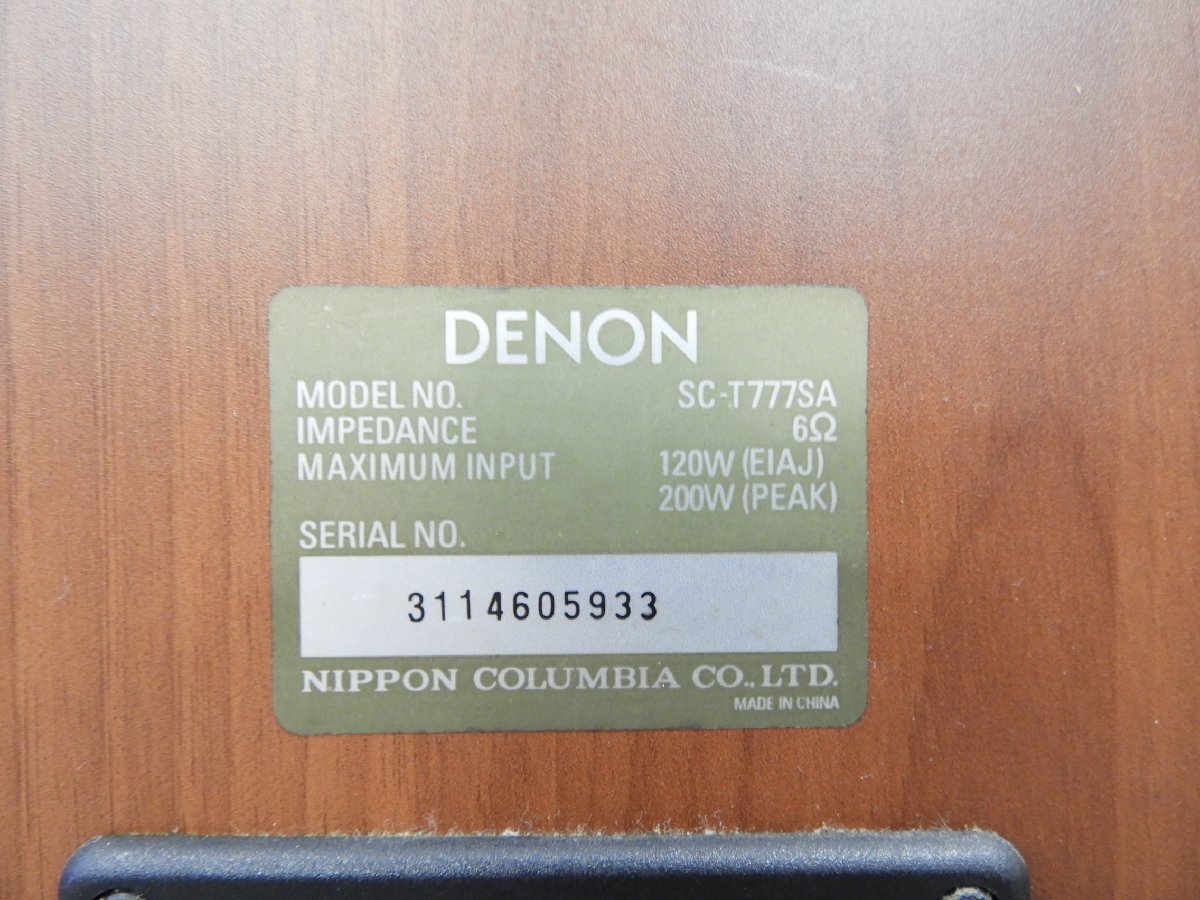 DENON
MODEL NO. SC-T777SA
IMPEDANCE 6Ω
MAXIMUM INPUT 120W (EIAJ)
200W (PEAK)
SERIAL NO.
3114605933
NIPPON COLUMBIA CO., LTD.
MADE IN CHINA